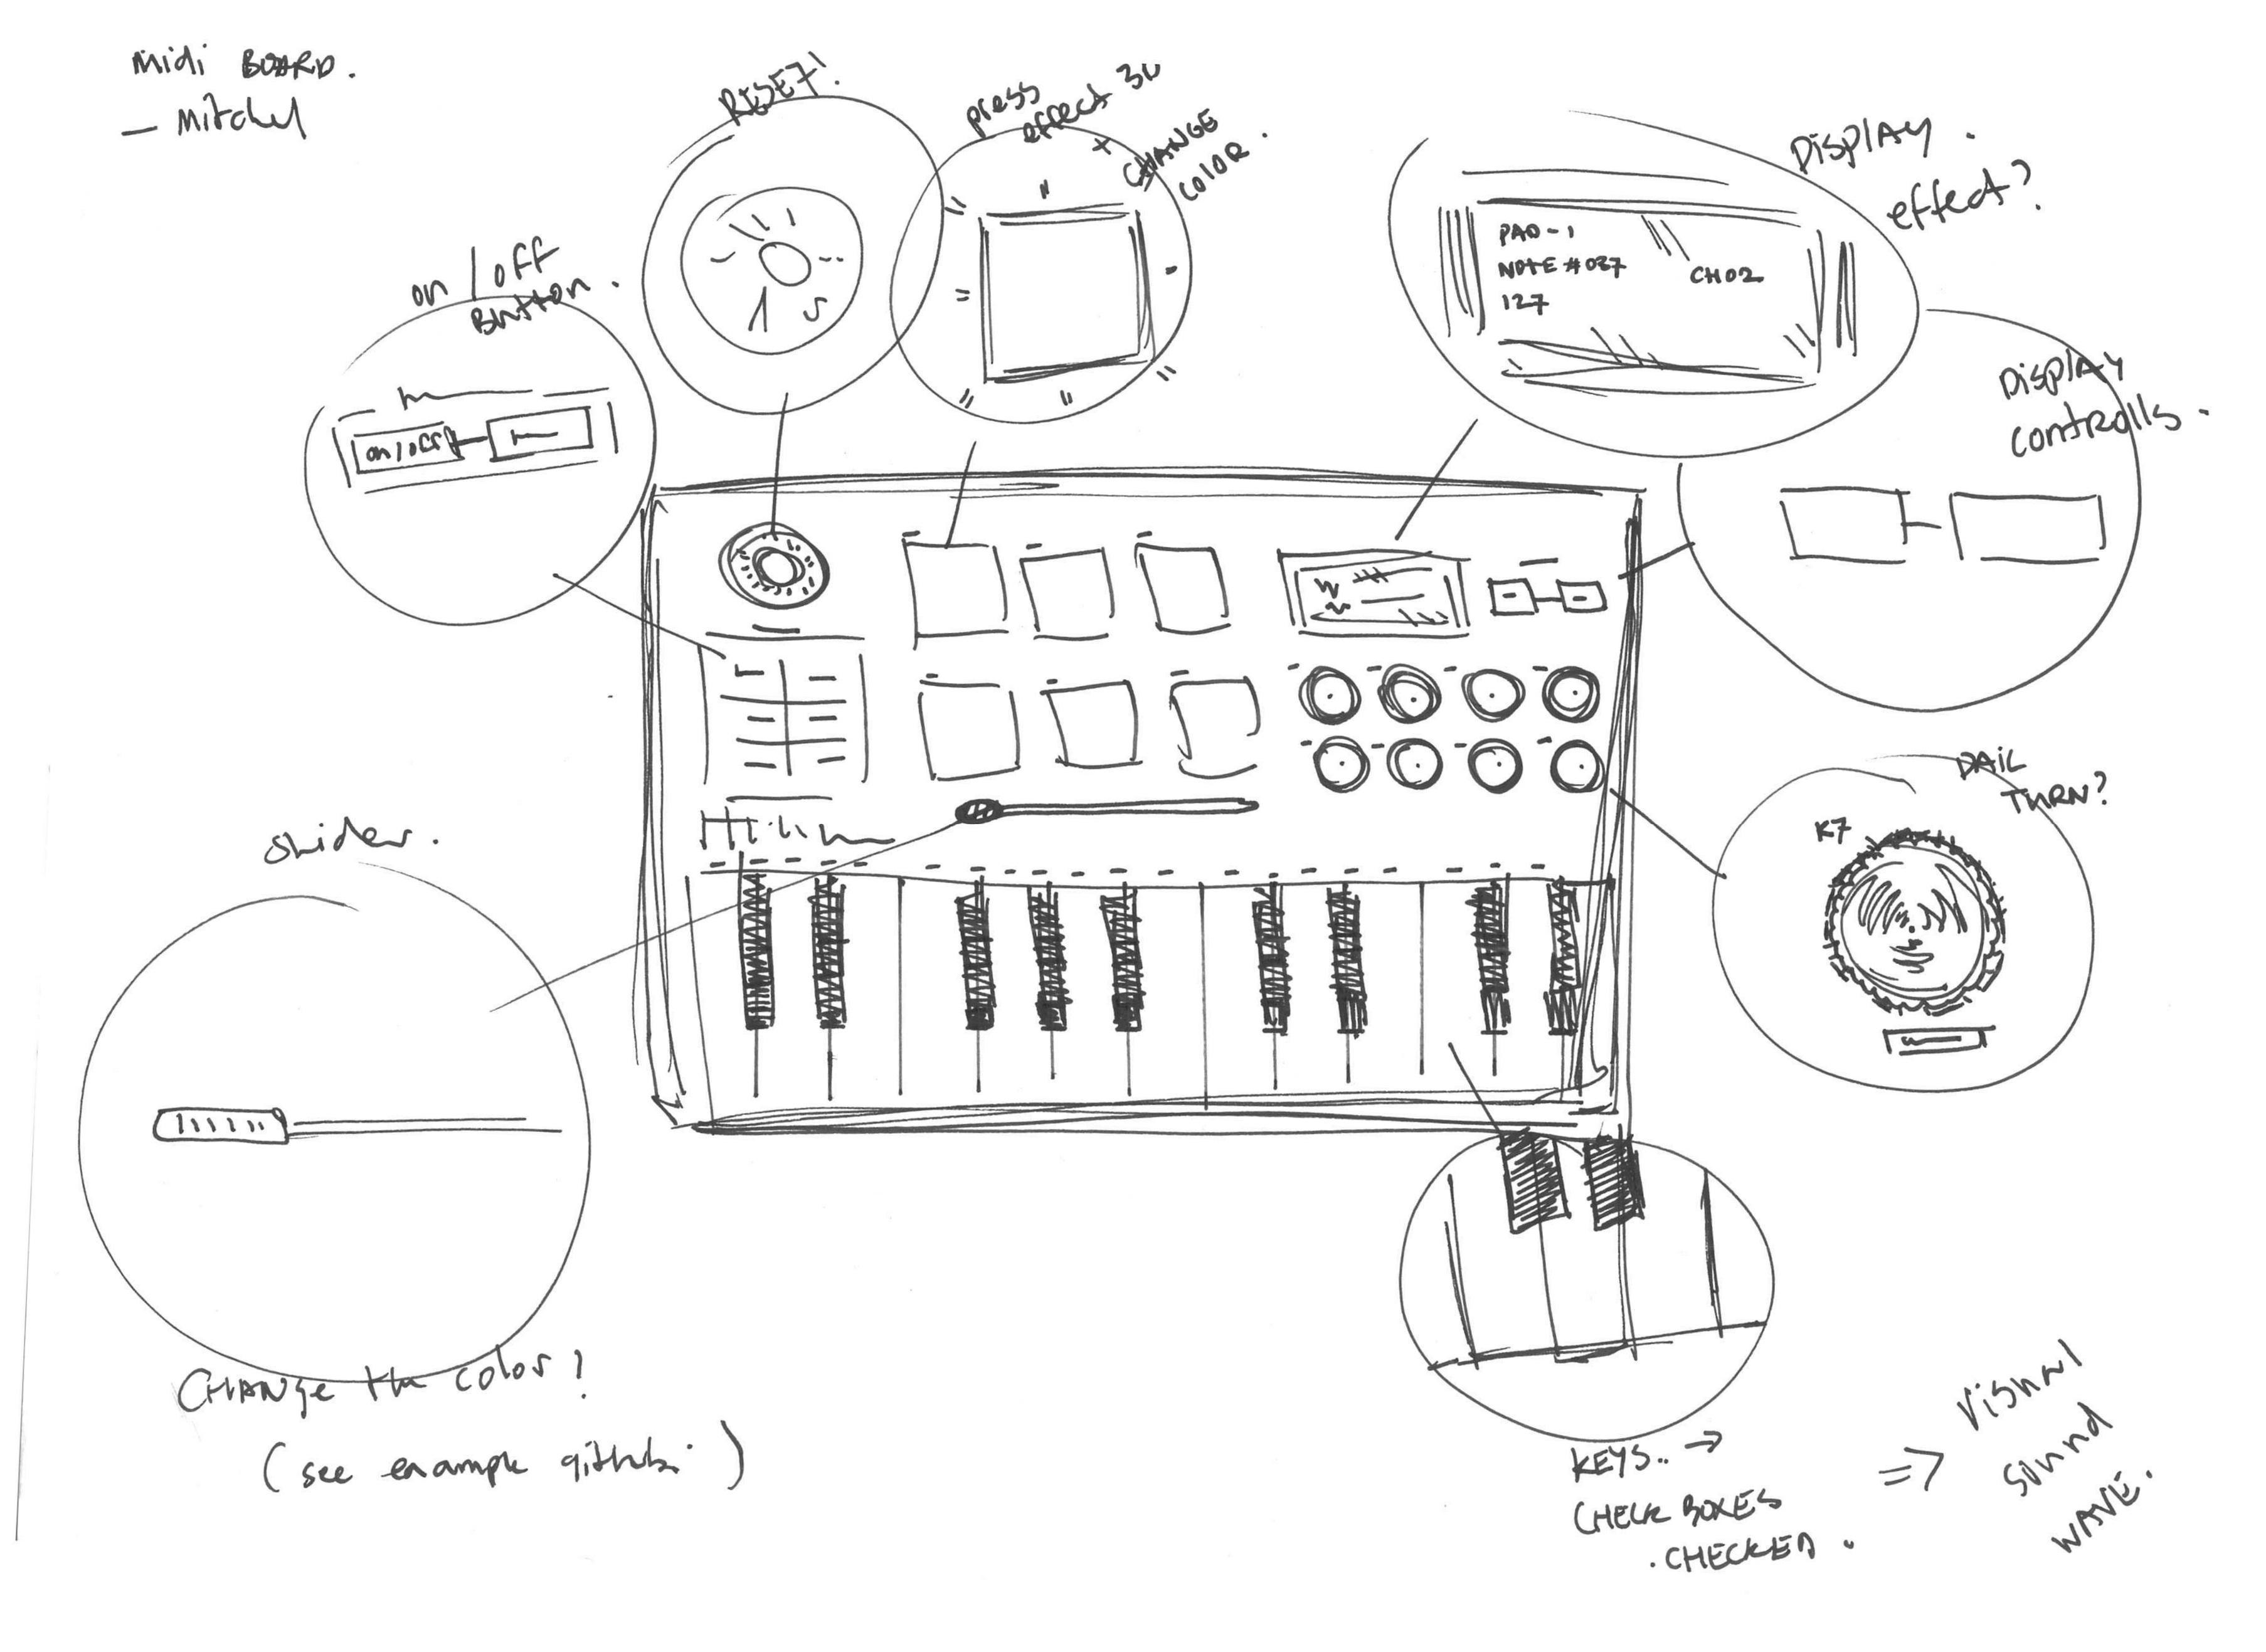 Midi BOARD.
— Mitchel
RESET!
press
effect 3D
+
CHANGE
COLOR.
DISPLAY.
effect?
PAD-1
NOTE #037
CH02
127
on / off
Button.
on/off
DISPLAY
controlls.
DAIL
TURN?
K7
Slider.
CHANGE the color?
(see example github.)
KEYS.. →
CHECK BOXES
.CHECKED.
=> Visual
Sound
WAVE.